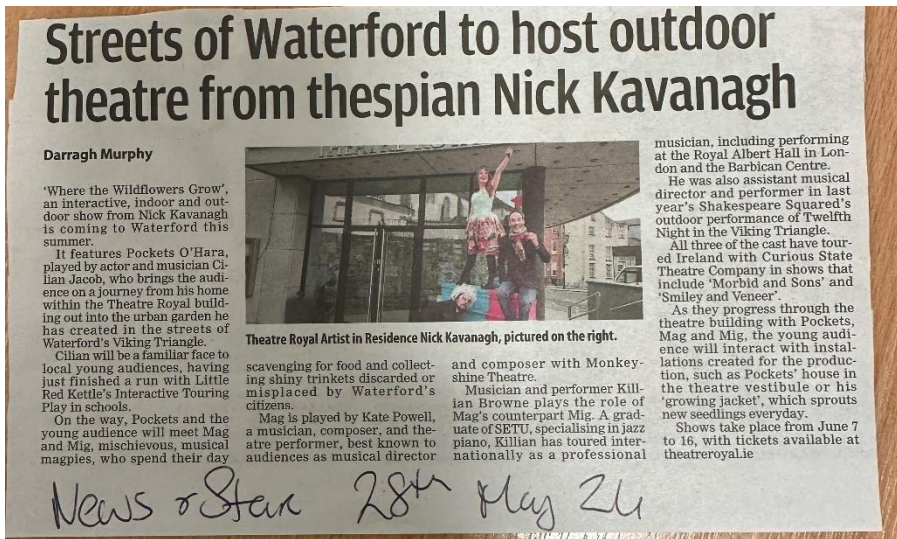 Streets of Waterford to host outdoor
theatre from thespian Nick Kavanagh
Darragh Murphy
'Where the Wildflowers Grow',
an interactive, indoor and out-
door show from Nick Kavanagh
is coming to Waterford this
summer.
It features Pockets O'Hara,
played by actor and musician Ci-
lian Jacob, who brings the audi-
ence on a journey from his home
within the Theatre Royal build-
ing out into the urban garden he
has created in the streets of
Waterford's Viking Triangle.
Cilian will be a familiar face to
local young audiences, having
just finished a run with Little
Red Kettle's Interactive Touring
Play in schools.
On the way, Pockets and the
young audience will meet Mag
and Mig, mischievous, musical
magpies, who spend their day
Theatre Royal Artist in Residence Nick Kavanagh, pictured on the right.
scavenging for food and collect-
ing shiny trinkets discarded or
misplaced by Waterford's
citizens.
Mag is played by Kate Powell,
a musician, composer, and the-
atre performer, best known to
audiences as musical director
and composer with Monkey-
shine Theatre.
Musician and performer Kill-
ian Browne plays the role of
Mag's counterpart Mig. A grad-
uate of SETU, specialising in jazz
piano, Killian has toured inter-
nationally as a professional
musician, including performing
at the Royal Albert Hall in Lon-
don and the Barbican Centre.
He was also assistant musical
director and performer in last
year's Shakespeare Squared's
outdoor performance of Twelfth
Night in the Viking Triangle.
All three of the cast have tour-
ed Ireland with Curious State
Theatre Company in shows that
include 'Morbid and Sons' and
'Smiley and Veneer'.
As they progress through the
theatre building with Pockets,
Mag and Mig, the young audi-
ence will interact with instal-
lations created for the produc-
tion, such as Pockets' house in
the theatre vestibule or his
'growing jacket', which sprouts
new seedlings everyday.
Shows take place from June 7
to 16, with tickets available at
theatreroyal.ie
News & Star 28th May 24